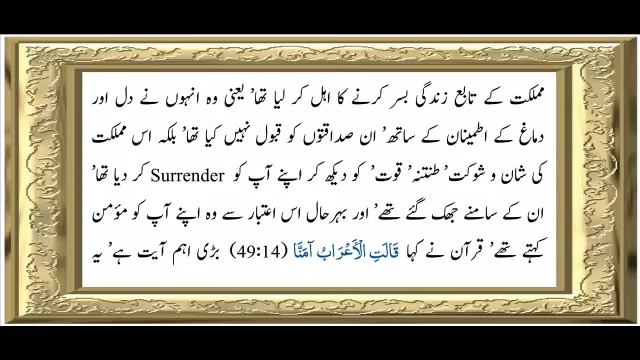 مملکت کے تابع زندگی بسر کرنے کا اہل کر لیا تھا' یعنی وہ انہوں نے دل اور
دماغ کے اطمینان کے ساتھ' ان صداقتوں کو قبول نہیں کیا تھا' بلکہ اس مملکت
کی شان و شوکت' طنتنہ' قوت' کو دیکھ کر اپنے آپ کو Surrender کر دیا تھا'
ان کے سامنے جھک گئے تھے' اور بہرحال اس اعتبار سے وہ اپنے آپ کو مؤمن
کہتے تھے' قرآن نے کہا قَالَتِ الْأَعْرَابُ آمَنَّا (49:14) بڑی اہم آیت ہے' یہ